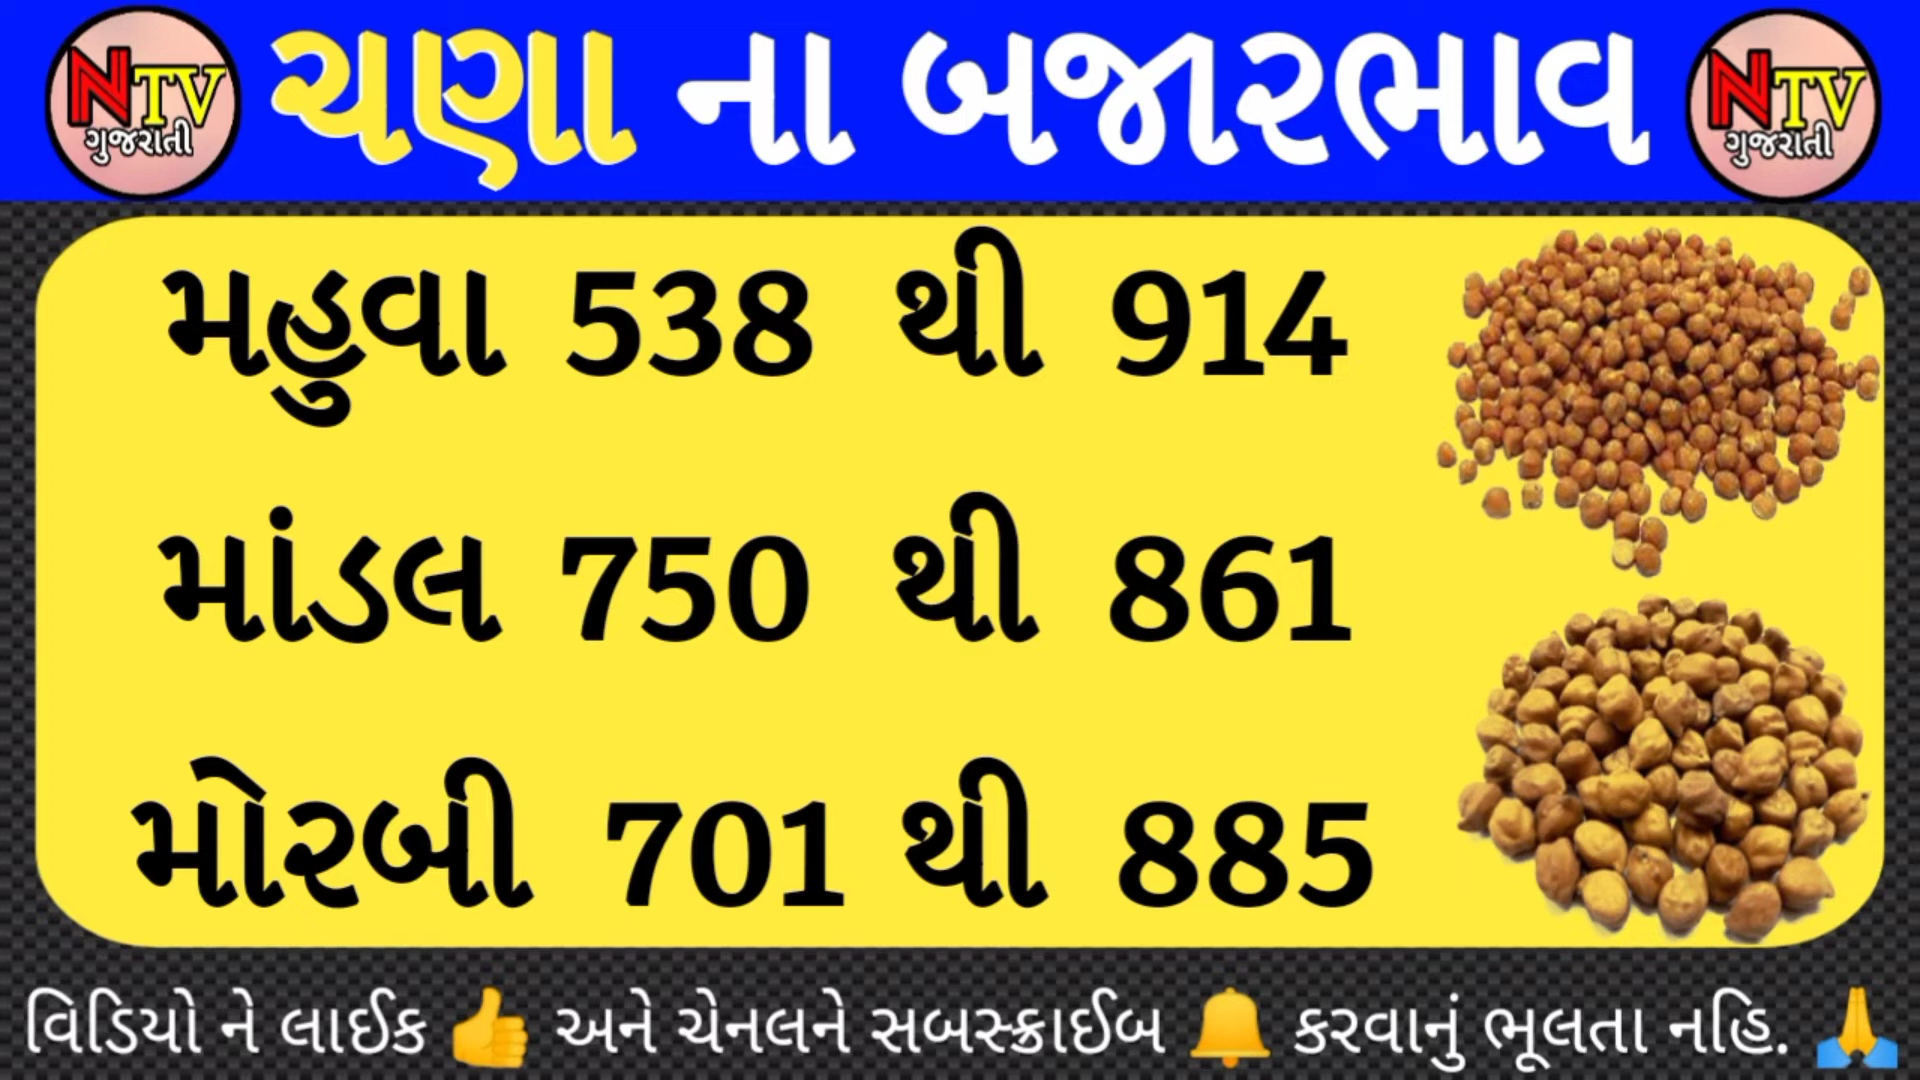 NTV ગુજરાતી ચણા ના બજારભાવ NTV ગુજરાતી
મહુવા 538 થી 914
માંડલ 750 થી 861
મોરબી 701 થી 885
વિડિયો ને લાઈક 👍 અને ચેનલને સબસ્ક્રાઈબ 🔔 કરવાનું ભૂલતા નહિ. 🙏